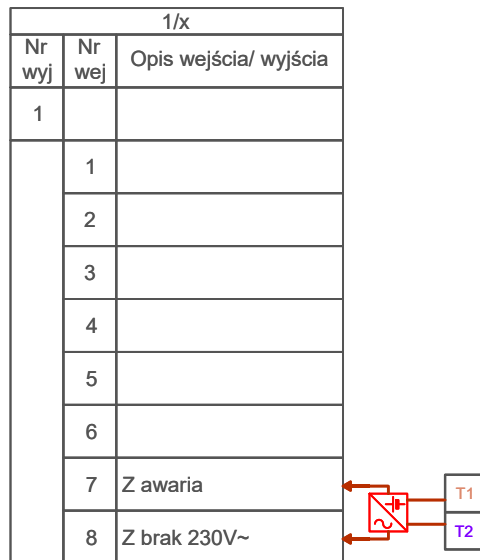 1/x
Nr wyj
Nr wej
Opis wejścia/ wyjścia
1
1
2
3
4
5
6
7 Z awaria
T1
8 Z brak 230V~
T2